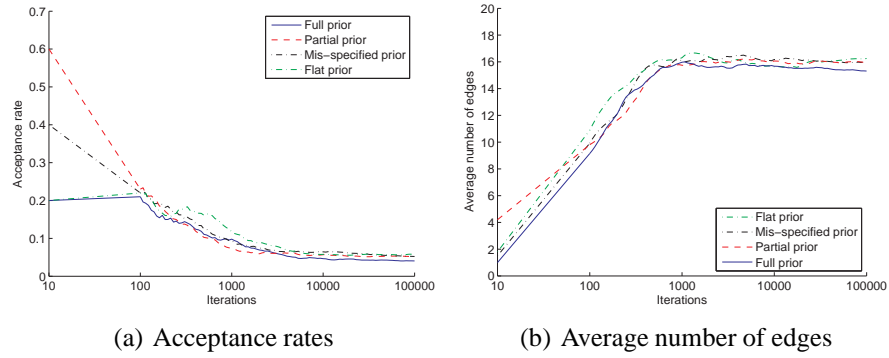 0.7
0.6
0.5
0.4
0.3
0.2
0.1
0
Acceptance rate
10 100 1000 10000 100000
Iterations
Full prior
Partial prior
Mis-specified prior
Flat prior
(a) Acceptance rates
20
18
16
14
12
10
8
6
4
2
0
Average number of edges
10 100 1000 10000 100000
Iterations
Flat prior
Mis-specified prior
Partial prior
Full prior
(b) Average number of edges